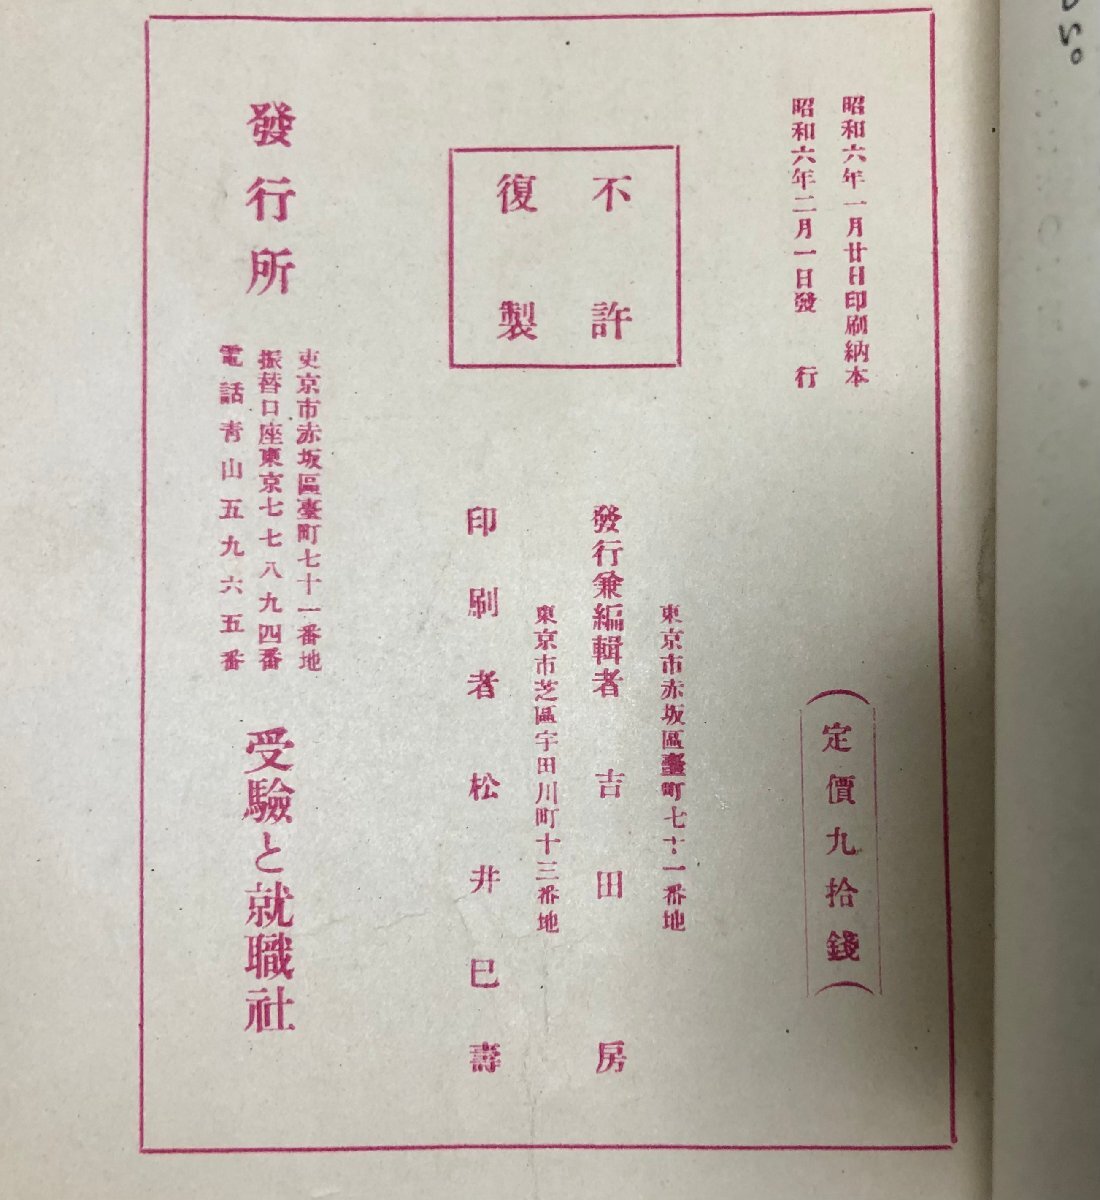 昭和六年一月廿日印刷納本
昭和六年二月一日發行
定價九拾錢
不許
復製
東京市赤坂區臺町七十一番地
發行兼編輯者 吉田房
東京市芝區宇田川町十三番地
印刷者 松井巳壽
發行所
東京市赤坂區臺町七十一番地
振替口座東京七七八九四番
電話青山五九六五番
受驗と就職社